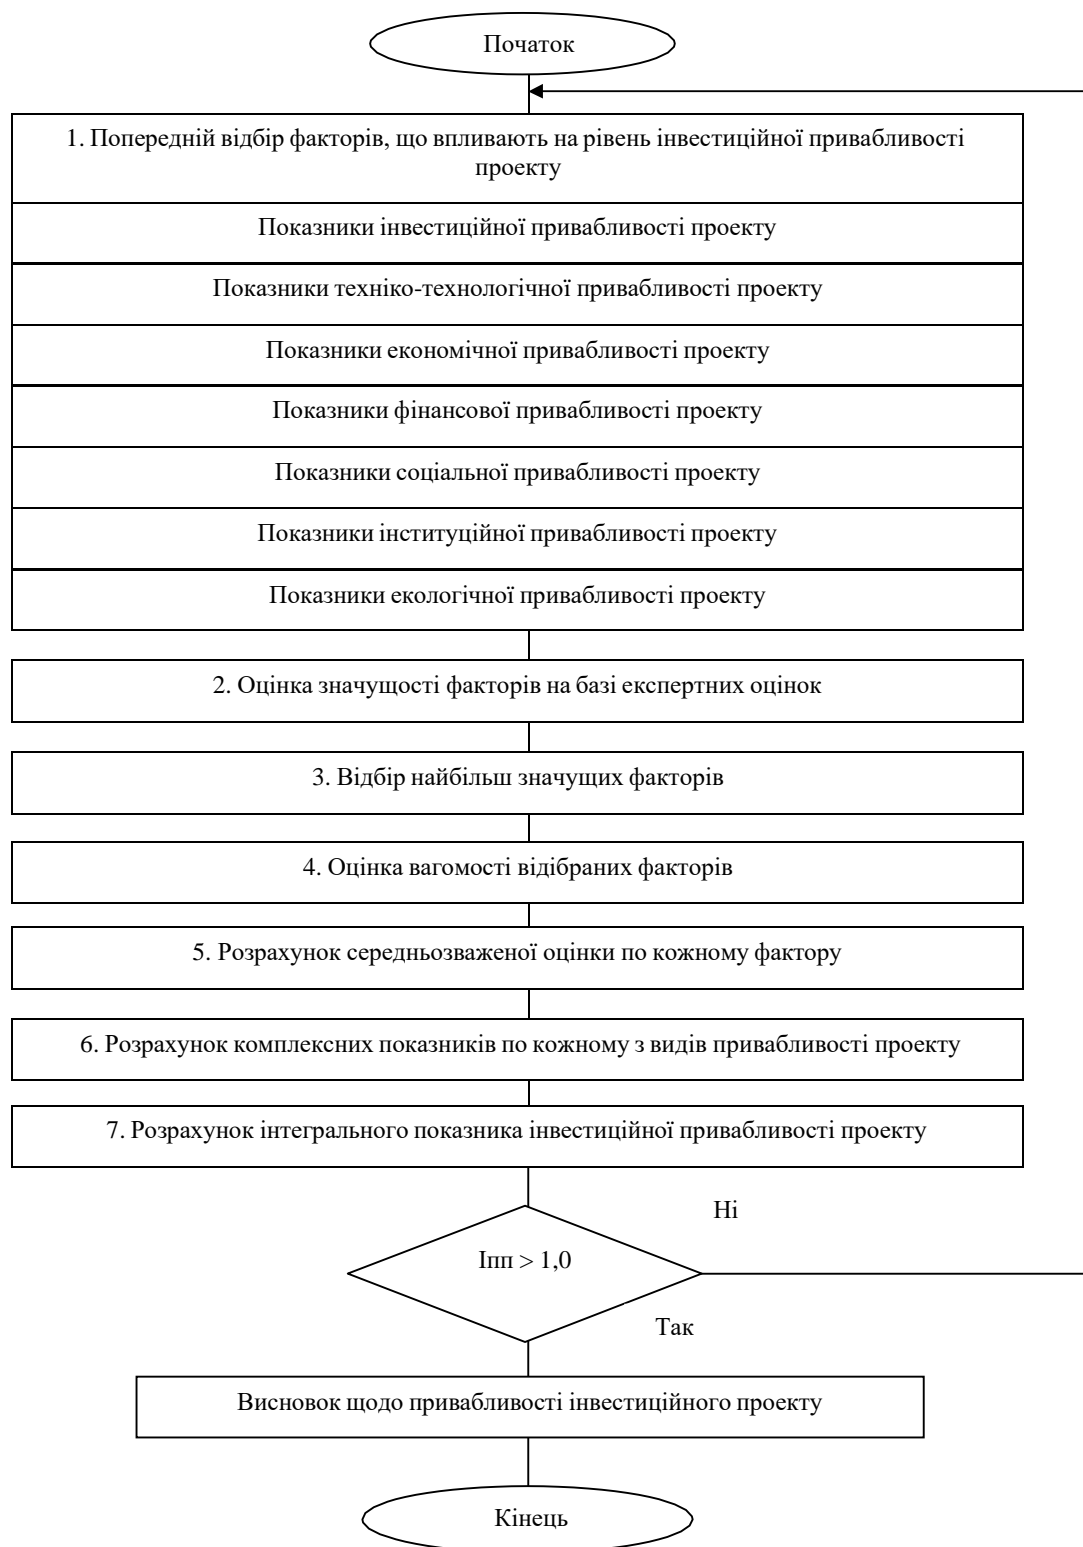 Початок
1. Попередній відбір факторів, що впливають на рівень інвестиційної привабливості
проекту
Показники інвестиційної привабливості проекту
Показники техніко-технологічної привабливості проекту
Показники економічної привабливості проекту
Показники фінансової привабливості проекту
Показники соціальної привабливості проекту
Показники інституційної привабливості проекту
Показники екологічної привабливості проекту
2. Оцінка значущості факторів на базі експертних оцінок
3. Відбір найбільш значущих факторів
4. Оцінка вагомості відібраних факторів
5. Розрахунок середньозваженої оцінки по кожному фактору
6. Розрахунок комплексних показників по кожному з видів привабливості проекту
7. Розрахунок інтегрального показника інвестиційної привабливості проекту
Ні
Іпп > 1,0
Так
Висновок щодо привабливості інвестиційного проекту
Кінець